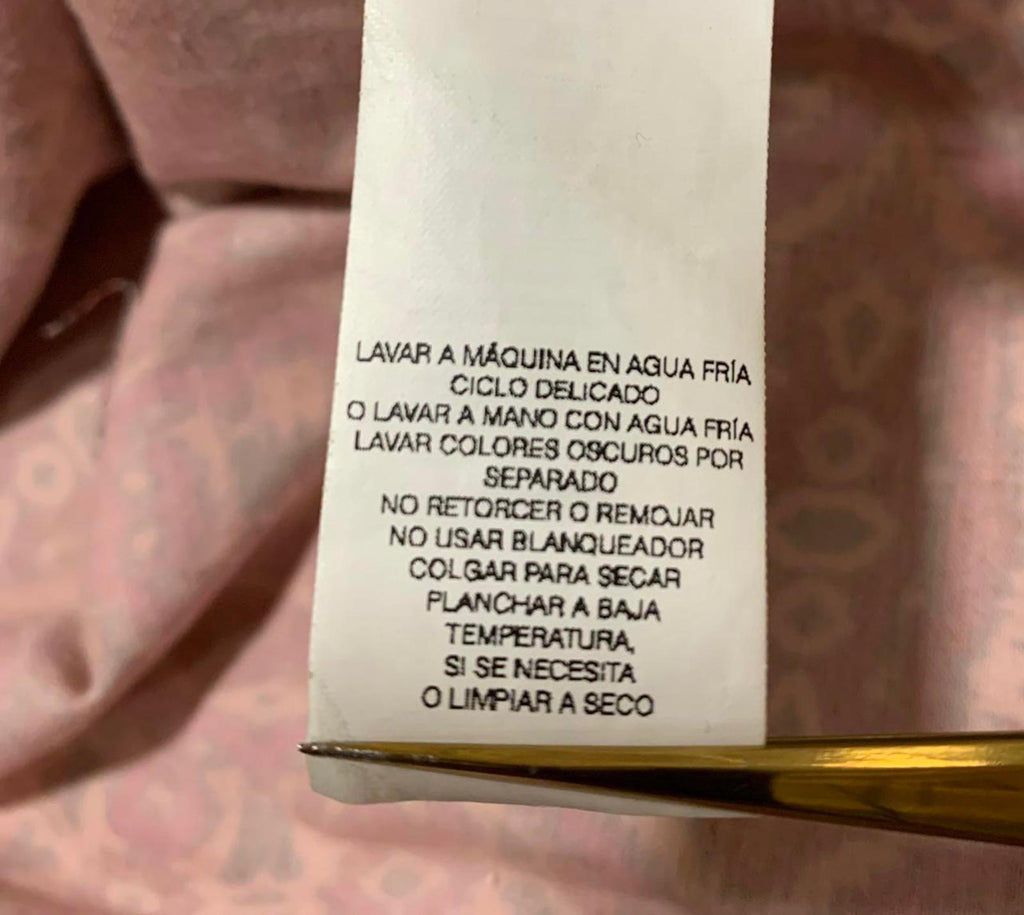 LAVAR A MÁQUINA EN AGUA FRÍA
CICLO DELICADO
O LAVAR A MANO CON AGUA FRÍA
LAVAR COLORES OSCUROS POR
SEPARADO
NO RETORCER O REMOJAR
NO USAR BLANQUEADOR
COLGAR PARA SECAR
PLANCHAR A BAJA
TEMPERATURA,
SI SE NECESITA
O LIMPIAR A SECO